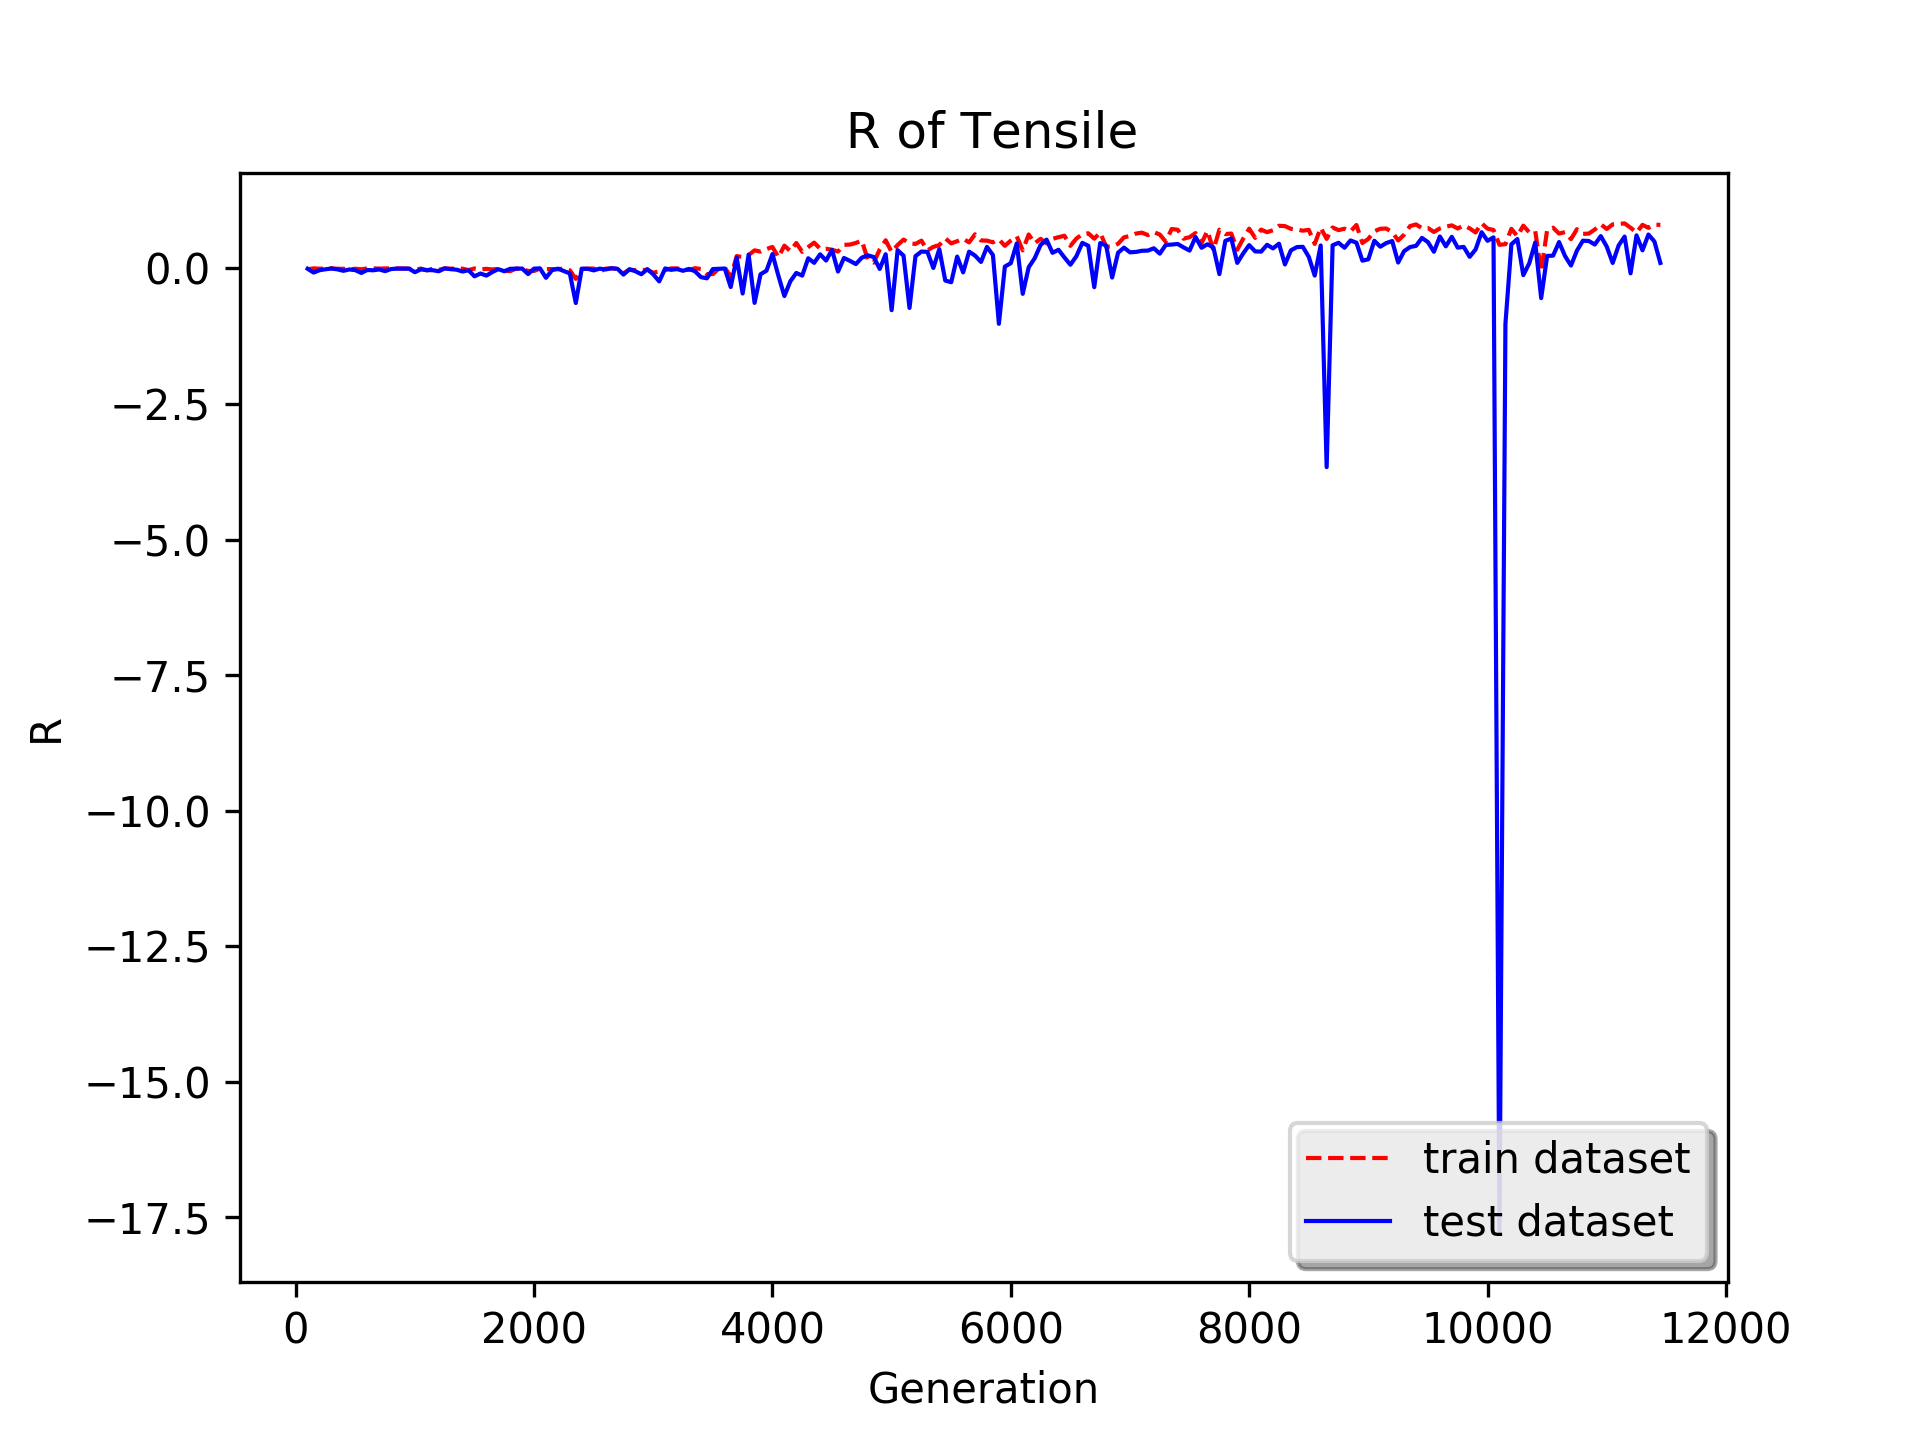 R of Tensile
0.0
−2.5
−5.0
−7.5
−10.0
−12.5
−15.0
−17.5
R
train dataset
test dataset
0 2000 4000 6000 8000 10000 12000
Generation